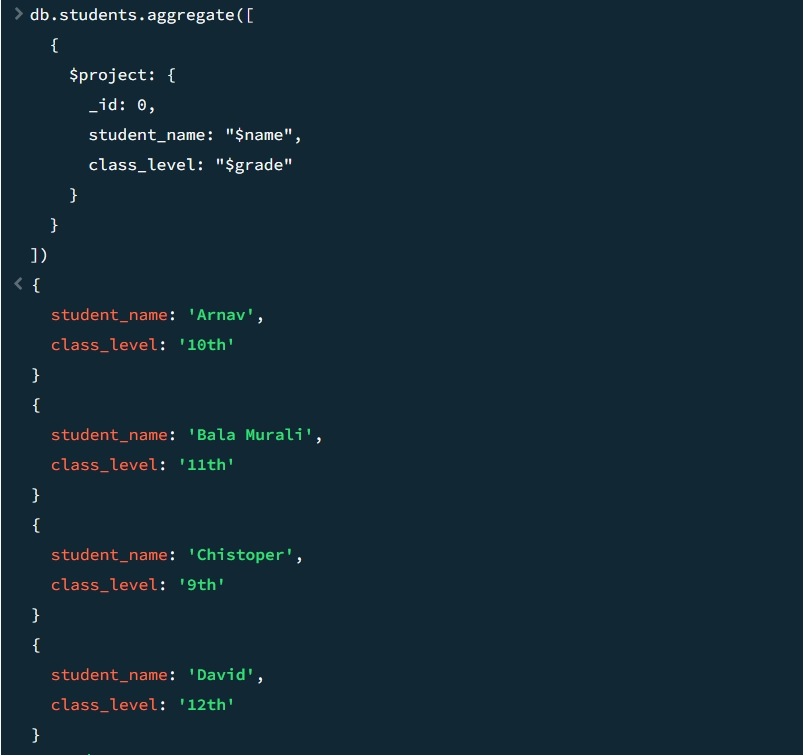 > db.students.aggregate([
{
$project: {
_id: 0,
student_name: "$name",
class_level: "$grade"
}
}
])
< {
student_name: 'Arnav',
class_level: '10th'
}
{
student_name: 'Bala Murali',
class_level: '11th'
}
{
student_name: 'Chistoper',
class_level: '9th'
}
{
student_name: 'David',
class_level: '12th'
}